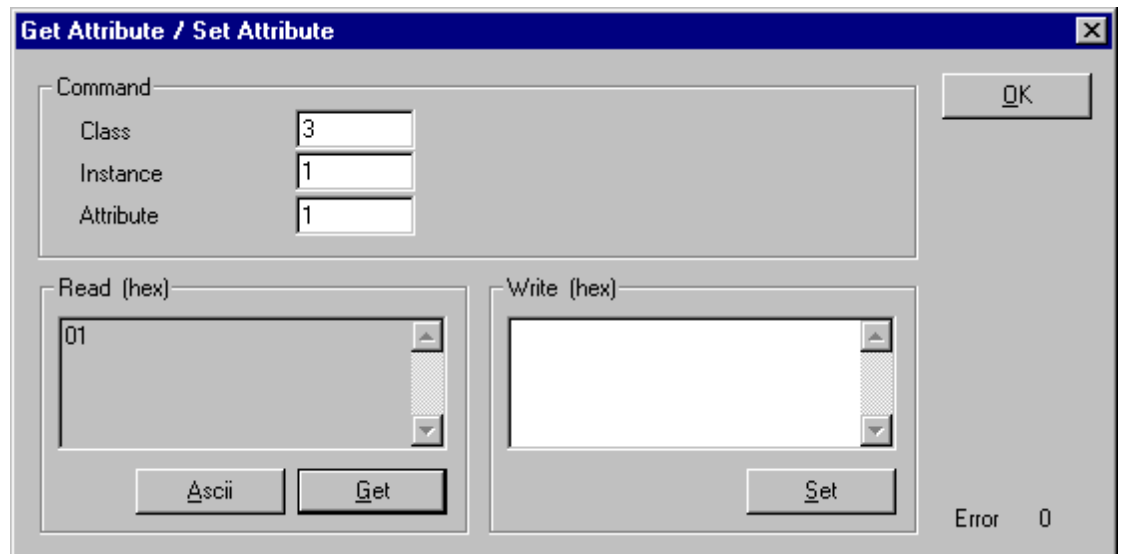 Get Attribute / Set Attribute
Command
OK
Class 3
Instance 1
Attribute 1
Read (hex)
Write (hex)
01
Ascii
Get
Set
Error 0